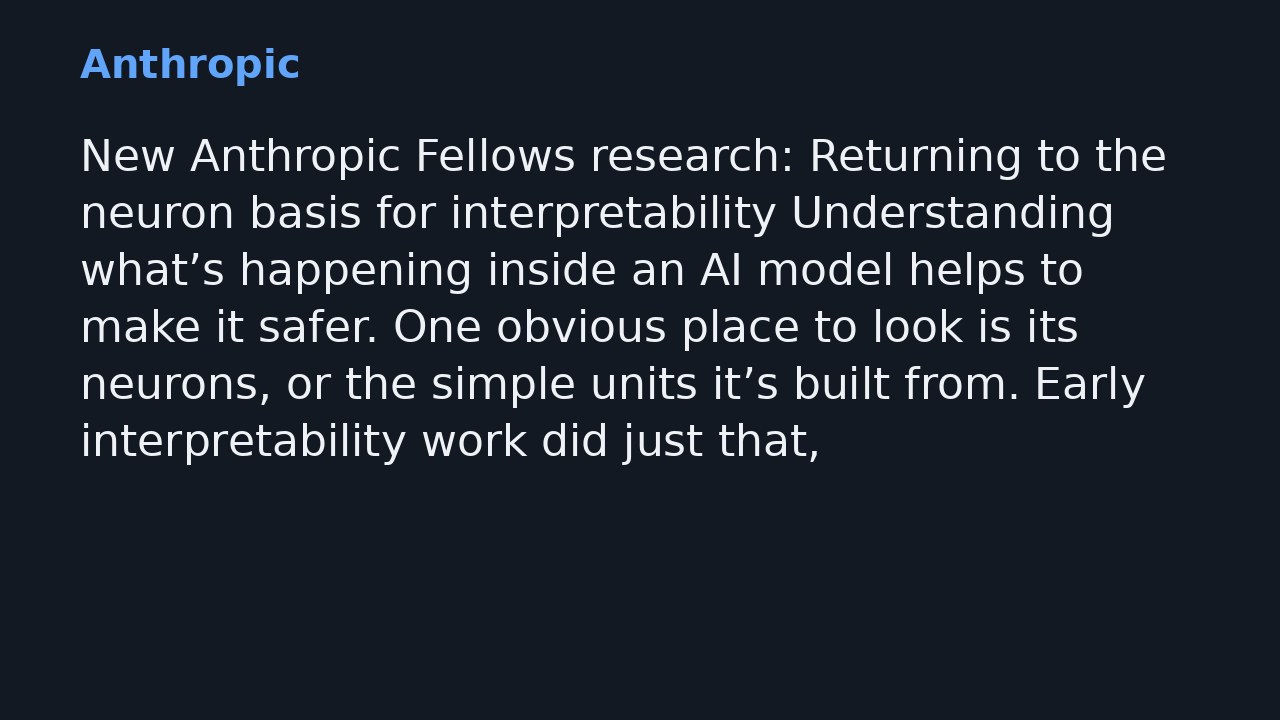 Anthropic
New Anthropic Fellows research: Returning to the
neuron basis for interpretability Understanding
what’s happening inside an AI model helps to
make it safer. One obvious place to look is its
neurons, or the simple units it’s built from. Early
interpretability work did just that,